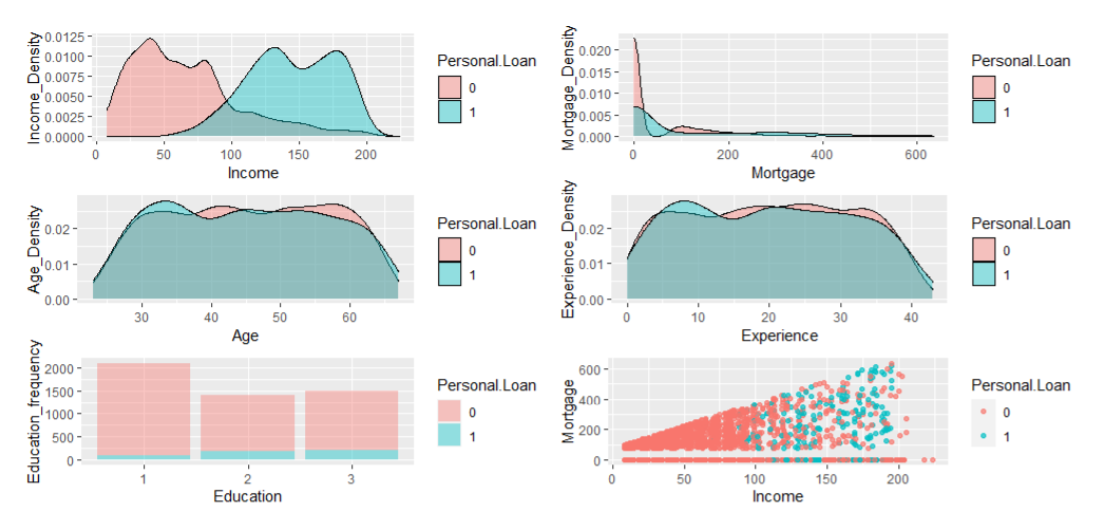 Income_Density
0.0125
0.0100
0.0075
0.0050
0.0025
0.0000
0 50 100 150 200
Income
Personal.Loan
0
1
Mortgage_Density
0.020
0.015
0.010
0.005
0.000
0 200 400 600
Mortgage
Personal.Loan
0
1
Age_Density
0.02
0.01
0.00
30 40 50 60
Age
Personal.Loan
0
1
Experience_Density
0.02
0.01
0.00
0 10 20 30 40
Experience
Personal.Loan
0
1
Education_frequency
2000
1500
1000
500
0
1 2 3
Education
Personal.Loan
0
1
Mortgage
600
400
200
0
0 50 100 150 200
Income
Personal.Loan
0
1